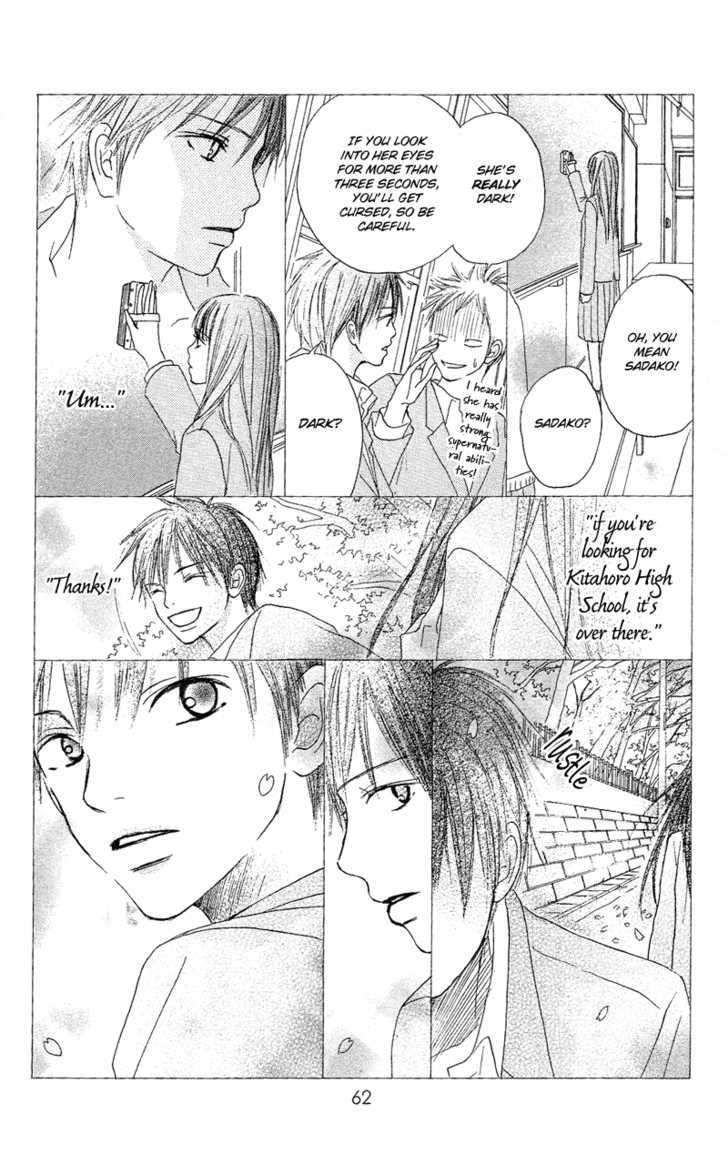 OH, YOU
MEAN
SADAKO!
SADAKO?
SHE'S
REALLY
DARK!
IF YOU LOOK
INTO HER EYES
FOR MORE THAN
THREE SECONDS,
YOU'LL GET
CURSED, SO BE
CAREFUL.
I heard
she has
really
strong
supernatu-
ral abili-
ties!
DARK?
"Um..."
"if you're
looking for
Kitahoro High
School, it's
over there."
"Thanks!"
rustle
62